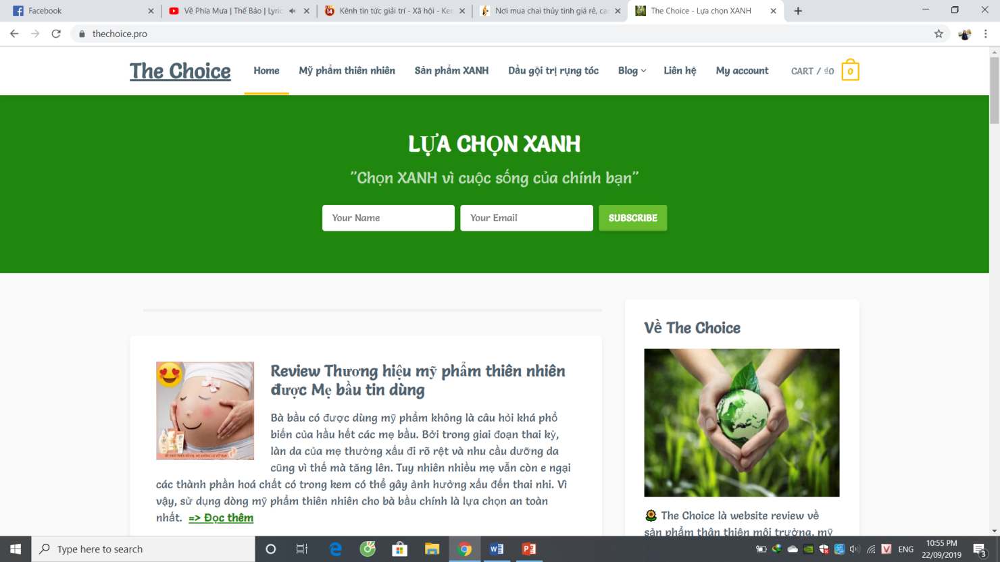 Facebook
Về Phía Mưa | Thế Bảo | Lyric
Kênh tin tức giải trí - Xã hội - Ken
Nơi mua chai thủy tinh giá rẻ, ca
The Choice - Lựa chọn XANH
thechoice.pro
The Choice
Home
Mỹ phẩm thiên nhiên
Sản phẩm XANH
Dầu gội trị rụng tóc
Blog
Liên hệ
My account
CART / ₫0
0
LỰA CHỌN XANH
"Chọn XANH vì cuộc sống của chính bạn"
Your Name
Your Email
SUBSCRIBE
Review Thương hiệu mỹ phẩm thiên nhiên
được Mẹ bầu tin dùng
Bà bầu có được dùng mỹ phẩm không là câu hỏi khá phổ
biến của hầu hết các mẹ bầu. Bởi trong giai đoạn thai kỳ,
làn da của mẹ thường xấu đi rõ rệt và nhu cầu dưỡng da
cũng vì thế mà tăng lên. Tuy nhiên nhiều mẹ vẫn còn e ngại
các thành phần hoá chất có trong kem có thể gây ảnh hưởng xấu đến thai nhi. Vì
vậy, sử dụng dòng mỹ phẩm thiên nhiên cho bà bầu chính là lựa chọn an toàn
nhất. => Đọc thêm
Về The Choice
The Choice là website review về
sản phẩm thân thiện môi trường, mỹ
Type here to search
ENG
10:55 PM
22/09/2019
3